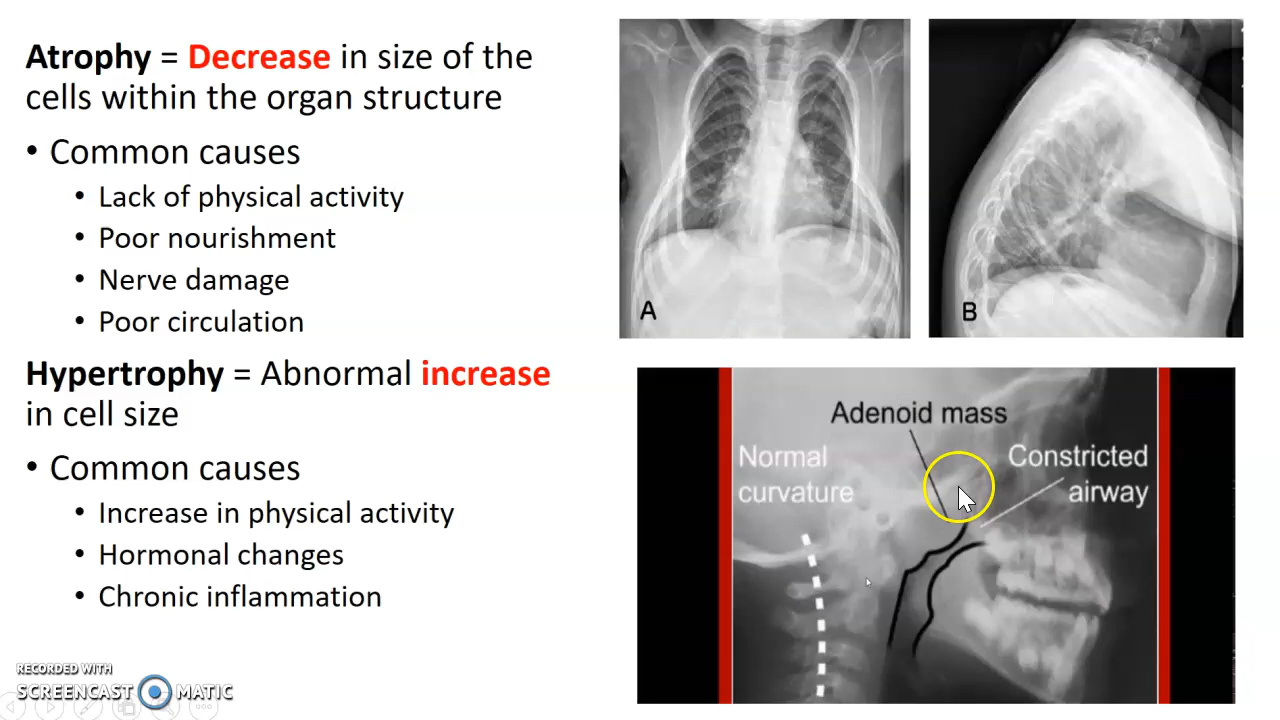 Atrophy = Decrease in size of the
cells within the organ structure
• Common causes
• Lack of physical activity
• Poor nourishment
• Nerve damage
• Poor circulation
Hypertrophy = Abnormal increase
in cell size
• Common causes
• Increase in physical activity
• Hormonal changes
• Chronic inflammation
A
B
Adenoid mass
Normal
curvature
Constricted
airway
RECORDED WITH
SCREENCAST MATIC